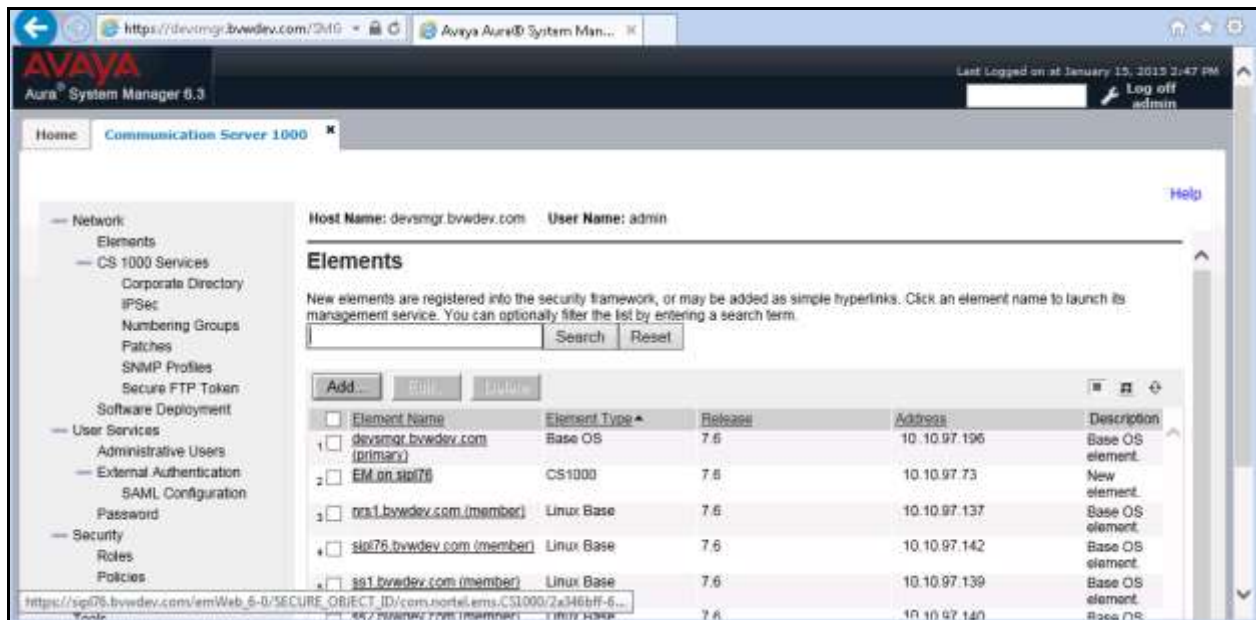 https://devsmgr.bvwdev.com/SMG
Avaya Aura® System Man...
AVAYA
Aura® System Manager 6.3
Last Logged on at January 15, 2015 2:47 PM
Log off
admin
Home
Communication Server 1000
Help
Network
Elements
CS 1000 Services
Corporate Directory
IPSec
Numbering Groups
Patches
SNMP Profiles
Secure FTP Token
Software Deployment
User Services
Administrative Users
External Authentication
SAML Configuration
Password
Security
Roles
Policies
Tools
Host Name: devsmgr.bvwdev.com User Name: admin
Elements
New elements are registered into the security framework, or may be added as simple hyperlinks. Click an element name to launch its
management service. You can optionally filter the list by entering a search term.
Search Reset
Add... Edit... Delete
Element Name Element Type Release Address Description
1 devsmgr.bvwdev.com (primary) Base OS 7.6 10.10.97.196 Base OS element.
2 EM on sipl76 CS1000 7.6 10.10.97.73 New element.
3 nrs1.bvwdev.com (member) Linux Base 7.6 10.10.97.137 Base OS element.
4 sipl76.bvwdev.com (member) Linux Base 7.6 10.10.97.142 Base OS element.
5 ss1.bvwdev.com (member) Linux Base 7.6 10.10.97.139 Base OS element.
ss2.bvwdev.com (member) Linux Base 7.6 10.10.97.140 Base OS
https://sipl76.bvwdev.com/emWeb_6-0/SECURE_OBJECT_ID/com.nortel.ems.CS1000/2a346bff-6...